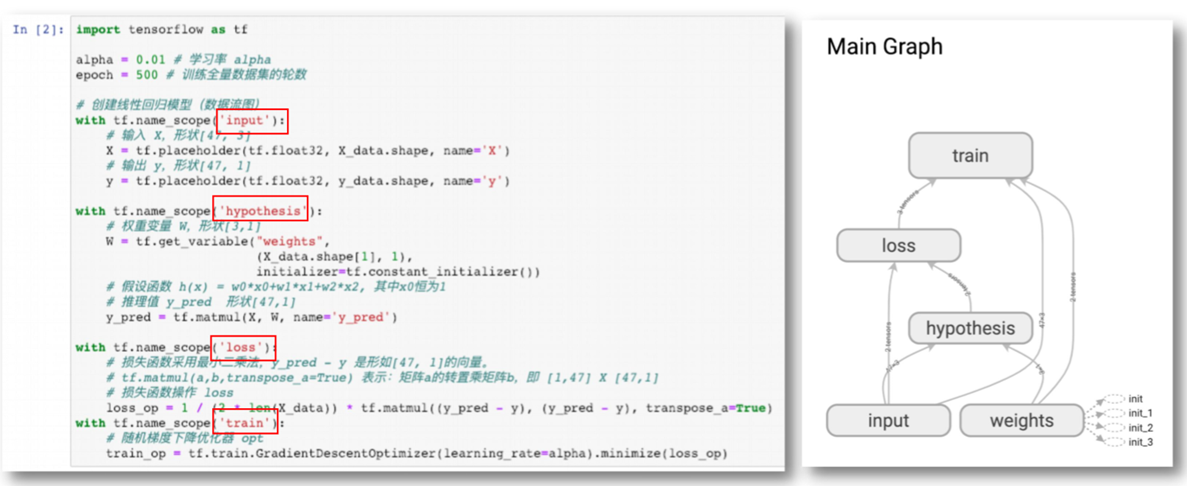 In [2]: import tensorflow as tf
alpha = 0.01 # 学习率 alpha
epoch = 500 # 训练全量数据集的轮数
# 创建线性回归模型（数据流图）
with tf.name_scope('input'):
# 输入 X，形状[47, 3]
X = tf.placeholder(tf.float32, X_data.shape, name='X')
# 输出 y，形状[47, 1]
y = tf.placeholder(tf.float32, y_data.shape, name='y')
with tf.name_scope('hypothesis'):
# 权重变量 W，形状[3,1]
W = tf.get_variable("weights",
(X_data.shape[1], 1),
initializer=tf.constant_initializer())
# 假设函数 h(x) = w0*x0+w1*x1+w2*x2, 其中x0恒为1
# 推理值 y_pred 形状[47,1]
y_pred = tf.matmul(X, W, name='y_pred')
with tf.name_scope('loss'):
# 损失函数采用最小二乘法，y_pred - y 是形如[47, 1]的向量。
# tf.matmul(a,b,transpose_a=True) 表示：矩阵a的转置乘矩阵b，即 [1,47] X [47,1]
# 损失函数操作 loss
loss_op = 1 / (2 * len(X_data)) * tf.matmul((y_pred - y), (y_pred - y), transpose_a=True)
with tf.name_scope('train'):
# 随机梯度下降优化器 opt
train_op = tf.train.GradientDescentOptimizer(learning_rate=alpha).minimize(loss_op)
Main Graph
train
3 tensors
loss
2 tensors
hypothesis
2 tensors
47×3
2 tensors
input
weights
init
init_1
init_2
init_3